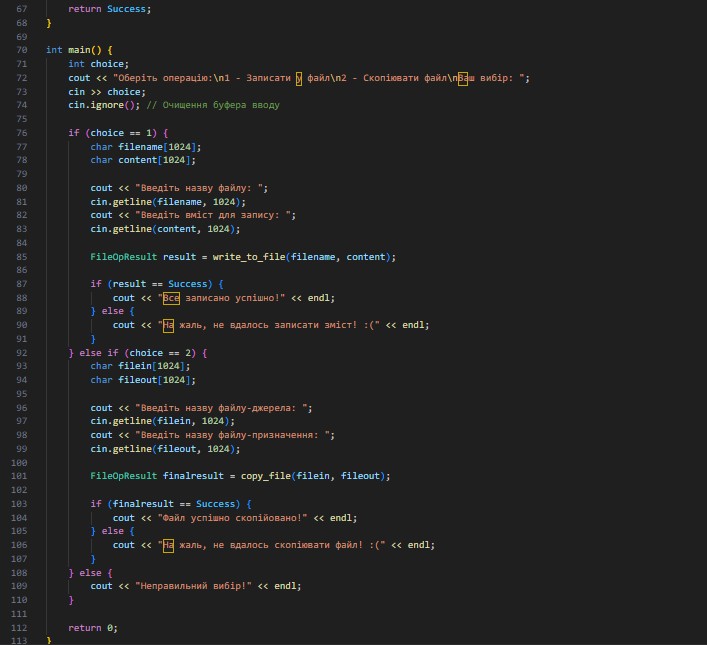 67 return Success;
68 }
69
70 int main() {
71 int choice;
72 cout << "Оберіть операцію:\n1 - Записати у файл\n2 - Скопіювати файл\nВаш вибір: ";
73 cin >> choice;
74 cin.ignore(); // Очищення буфера вводу
75
76 if (choice == 1) {
77 char filename[1024];
78 char content[1024];
79
80 cout << "Введіть назву файлу: ";
81 cin.getline(filename, 1024);
82 cout << "Введіть вміст для запису: ";
83 cin.getline(content, 1024);
84
85 FileOpResult result = write_to_file(filename, content);
86
87 if (result == Success) {
88 cout << "Все записано успішно!" << endl;
89 } else {
90 cout << "На жаль, не вдалось записати зміст! :(" << endl;
91 }
92 } else if (choice == 2) {
93 char filein[1024];
94 char fileout[1024];
95
96 cout << "Введіть назву файлу-джерела: ";
97 cin.getline(filein, 1024);
98 cout << "Введіть назву файлу-призначення: ";
99 cin.getline(fileout, 1024);
100
101 FileOpResult finalresult = copy_file(filein, fileout);
102
103 if (finalresult == Success) {
104 cout << "Файл успішно скопійовано!" << endl;
105 } else {
106 cout << "На жаль, не вдалось скопіювати файл! :(" << endl;
107 }
108 } else {
109 cout << "Неправильний вибір!" << endl;
110 }
111
112 return 0;
113 }